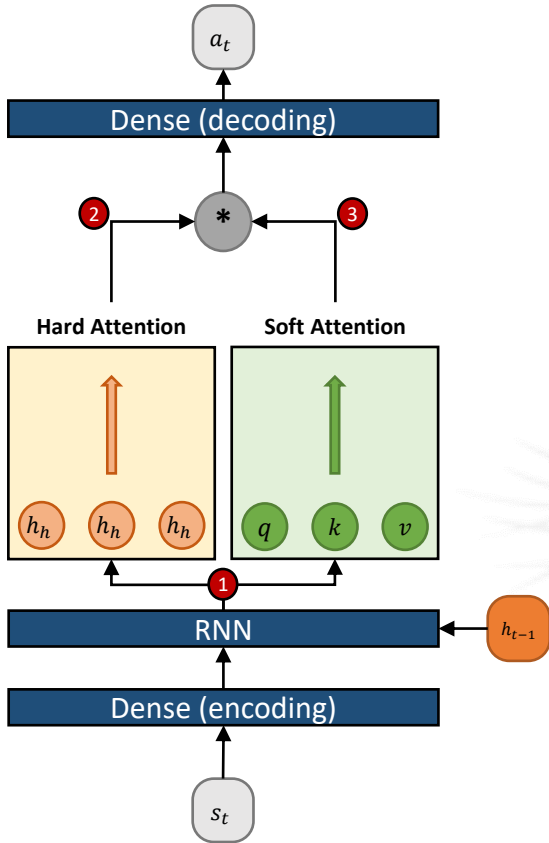 a_t
Dense (decoding)
2
*
3
Hard Attention
Soft Attention
h_h h_h h_h
q k v
1
RNN
h_{t−1}
Dense (encoding)
s_t